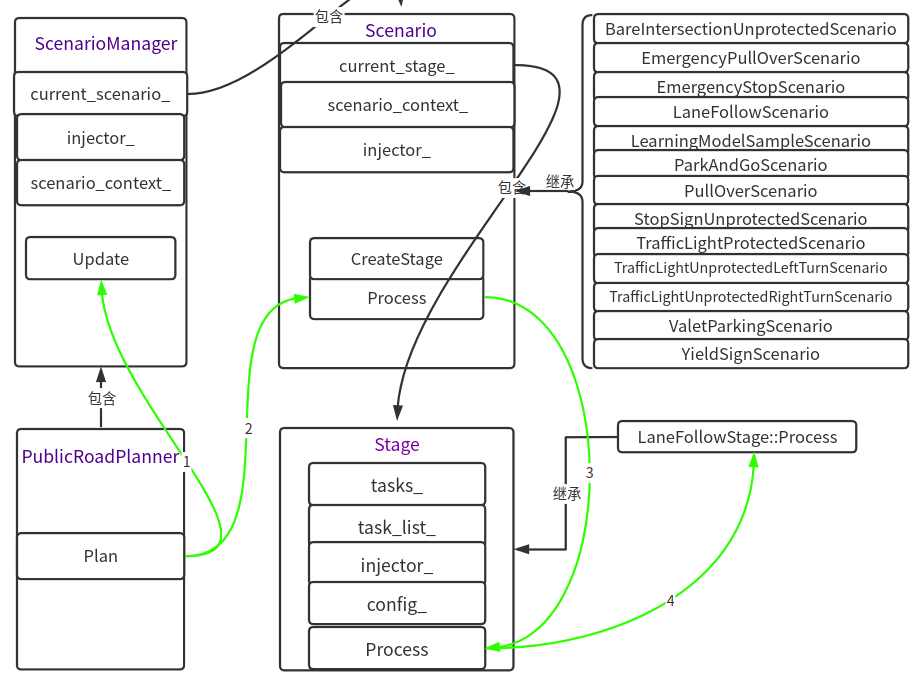 包含
ScenarioManager
current_scenario_
injector_
scenario_context_
Update
包含
PublicRoadPlanner
Plan
1
2
Scenario
current_stage_
scenario_context_
injector_
包含
继承
CreateStage
Process
BareIntersectionUnprotectedScenario
EmergencyPullOverScenario
EmergencyStopScenario
LaneFollowScenario
LearningModelSampleScenario
ParkAndGoScenario
PullOverScenario
StopSignUnprotectedScenario
TrafficLightProtectedScenario
TrafficLightUnprotectedLeftTurnScenario
TrafficLightUnprotectedRightTurnScenario
ValetParkingScenario
YieldSignScenario
Stage
tasks_
task_list_
injector_
config_
Process
3
继承
LaneFollowStage::Process
4